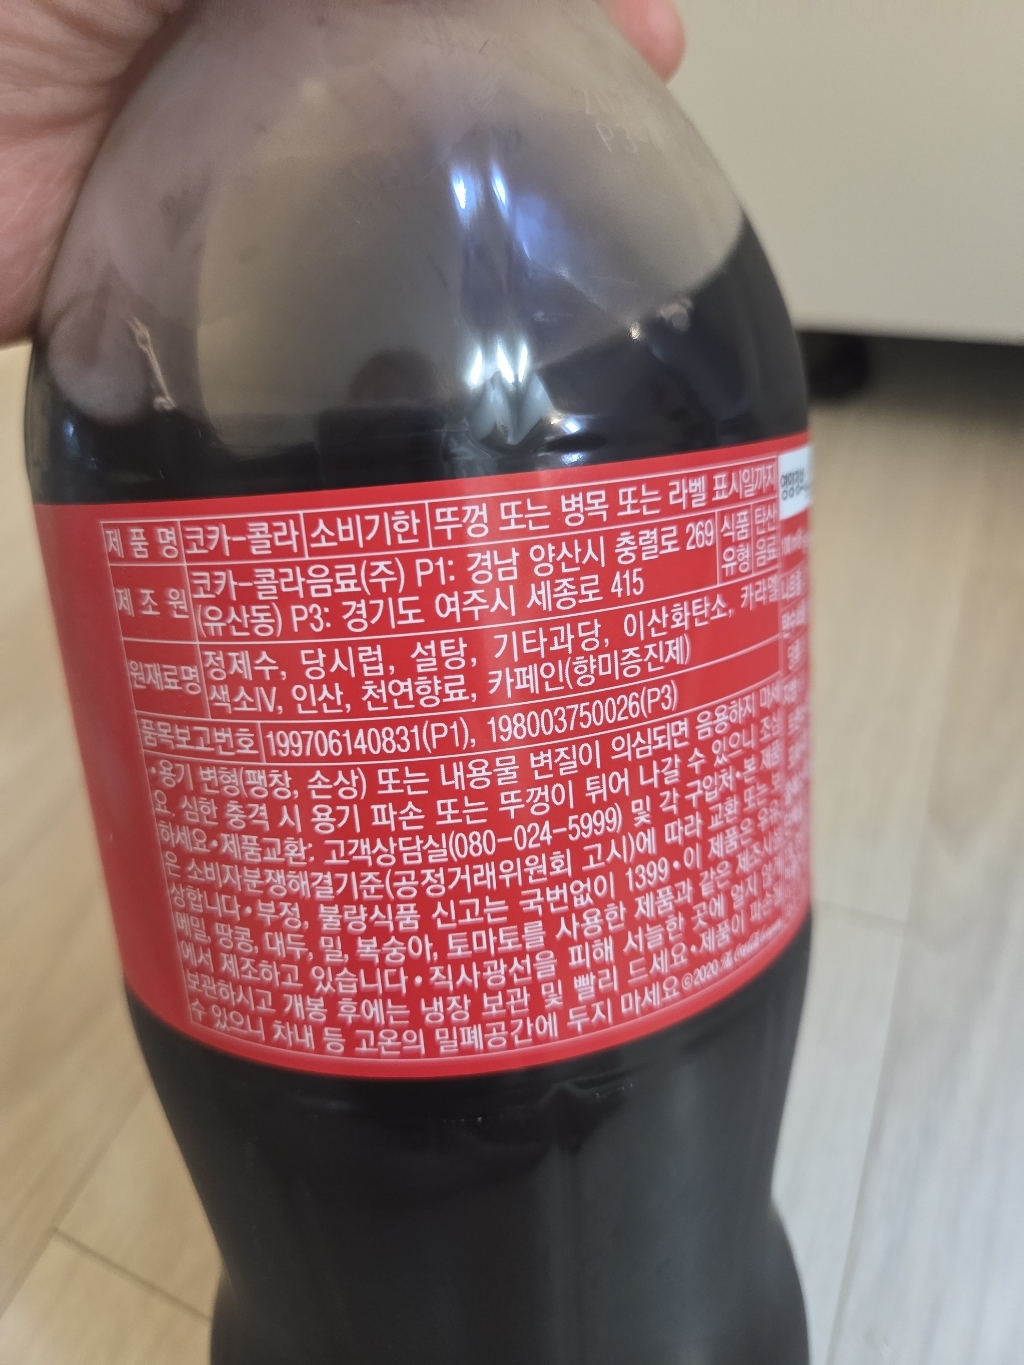 제 품 명 코카-콜라 소비기한 뚜껑 또는 병목 또는 라벨 표시일까지
제 조 원 코카-콜라음료(주) P1: 경남 양산시 충렬로 269
(유산동) P3: 경기도 여주시 세종로 415
식품유형 탄산음료
원재료명 정제수, 당시럽, 설탕, 기타과당, 이산화탄소, 카라멜
색소IV, 인산, 천연향료, 카페인(향미증진제)
품목보고번호 199706140831(P1), 198003750026(P3)
•용기 변형(팽창, 손상) 또는 내용물 변질이 의심되면 음용하지 마세
요. 심한 충격 시 용기 파손 또는 뚜껑이 튀어 나갈 수 있으니 조심
하세요•제품교환: 고객상담실(080-024-5999) 및 각 구입처•본 제품
은 소비자분쟁해결기준(공정거래위원회 고시)에 따라 교환 또는 보
상합니다•부정, 불량식품 신고는 국번없이 1399•이 제품은
메밀, 땅콩, 대두, 밀, 복숭아, 토마토를 사용한 제품과 같은 제조시설
에서 제조하고 있습니다•직사광선을 피해 서늘한 곳에 얼지 않게
보관하시고 개봉 후에는 냉장 보관 및 빨리 드세요•제품이 파손될
수 있으니 차내 등 고온의 밀폐공간에 두지 마세요 ©2020.